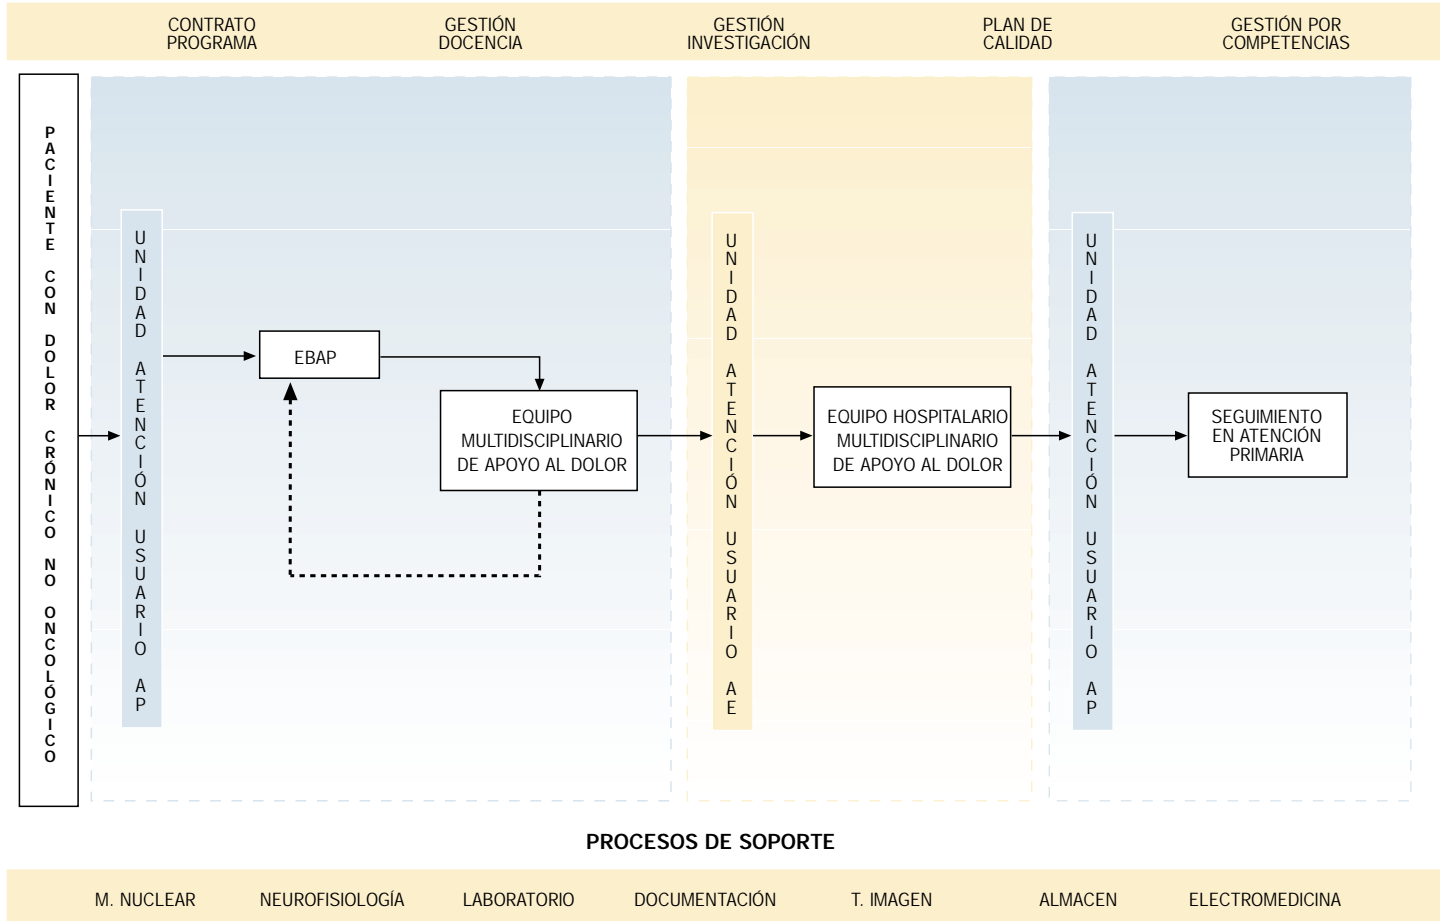 CONTRATO
PROGRAMA
GESTIÓN
DOCENCIA
GESTIÓN
INVESTIGACIÓN
PLAN DE
CALIDAD
GESTIÓN POR
COMPETENCIAS
PACIENTE CON DOLOR CRÓNICO NO ONCOLÓGICO
UNIDAD ATENCIÓN USUARIO AP
EBAP
EQUIPO
MULTIDISCIPLINARIO
DE APOYO AL DOLOR
UNIDAD ATENCIÓN USUARIO AE
EQUIPO HOSPITALARIO
MULTIDISCIPLINARIO
DE APOYO AL DOLOR
UNIDAD ATENCIÓN USUARIO AP
SEGUIMIENTO
EN ATENCIÓN
PRIMARIA
PROCESOS DE SOPORTE
M. NUCLEAR NEUROFISIOLOGÍA LABORATORIO DOCUMENTACIÓN T. IMAGEN ALMACEN ELECTROMEDICINA